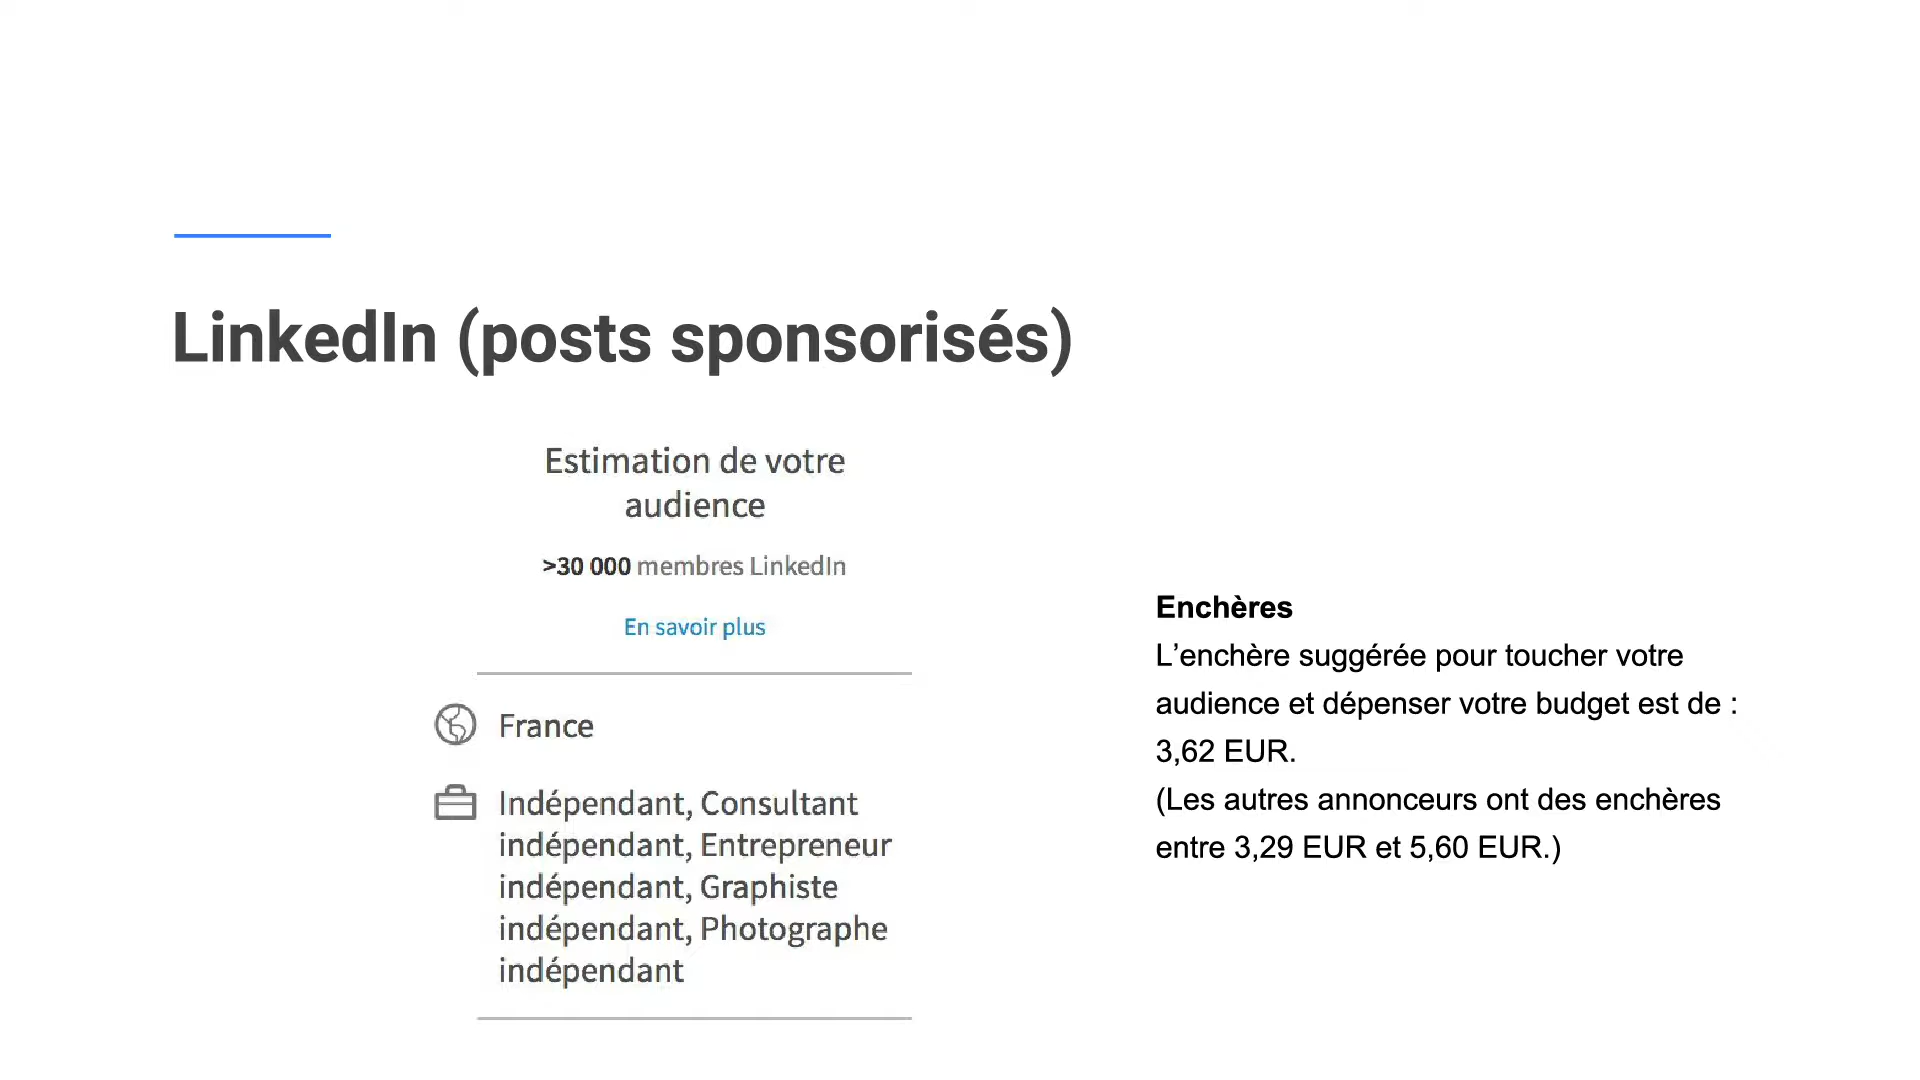 LinkedIn (posts sponsorisés)
Estimation de votre
audience
>30 000 membres LinkedIn
En savoir plus
France
Indépendant, Consultant
indépendant, Entrepreneur
indépendant, Graphiste
indépendant, Photographe
indépendant
Enchères
L’enchère suggérée pour toucher votre
audience et dépenser votre budget est de :
3,62 EUR.
(Les autres annonceurs ont des enchères
entre 3,29 EUR et 5,60 EUR.)